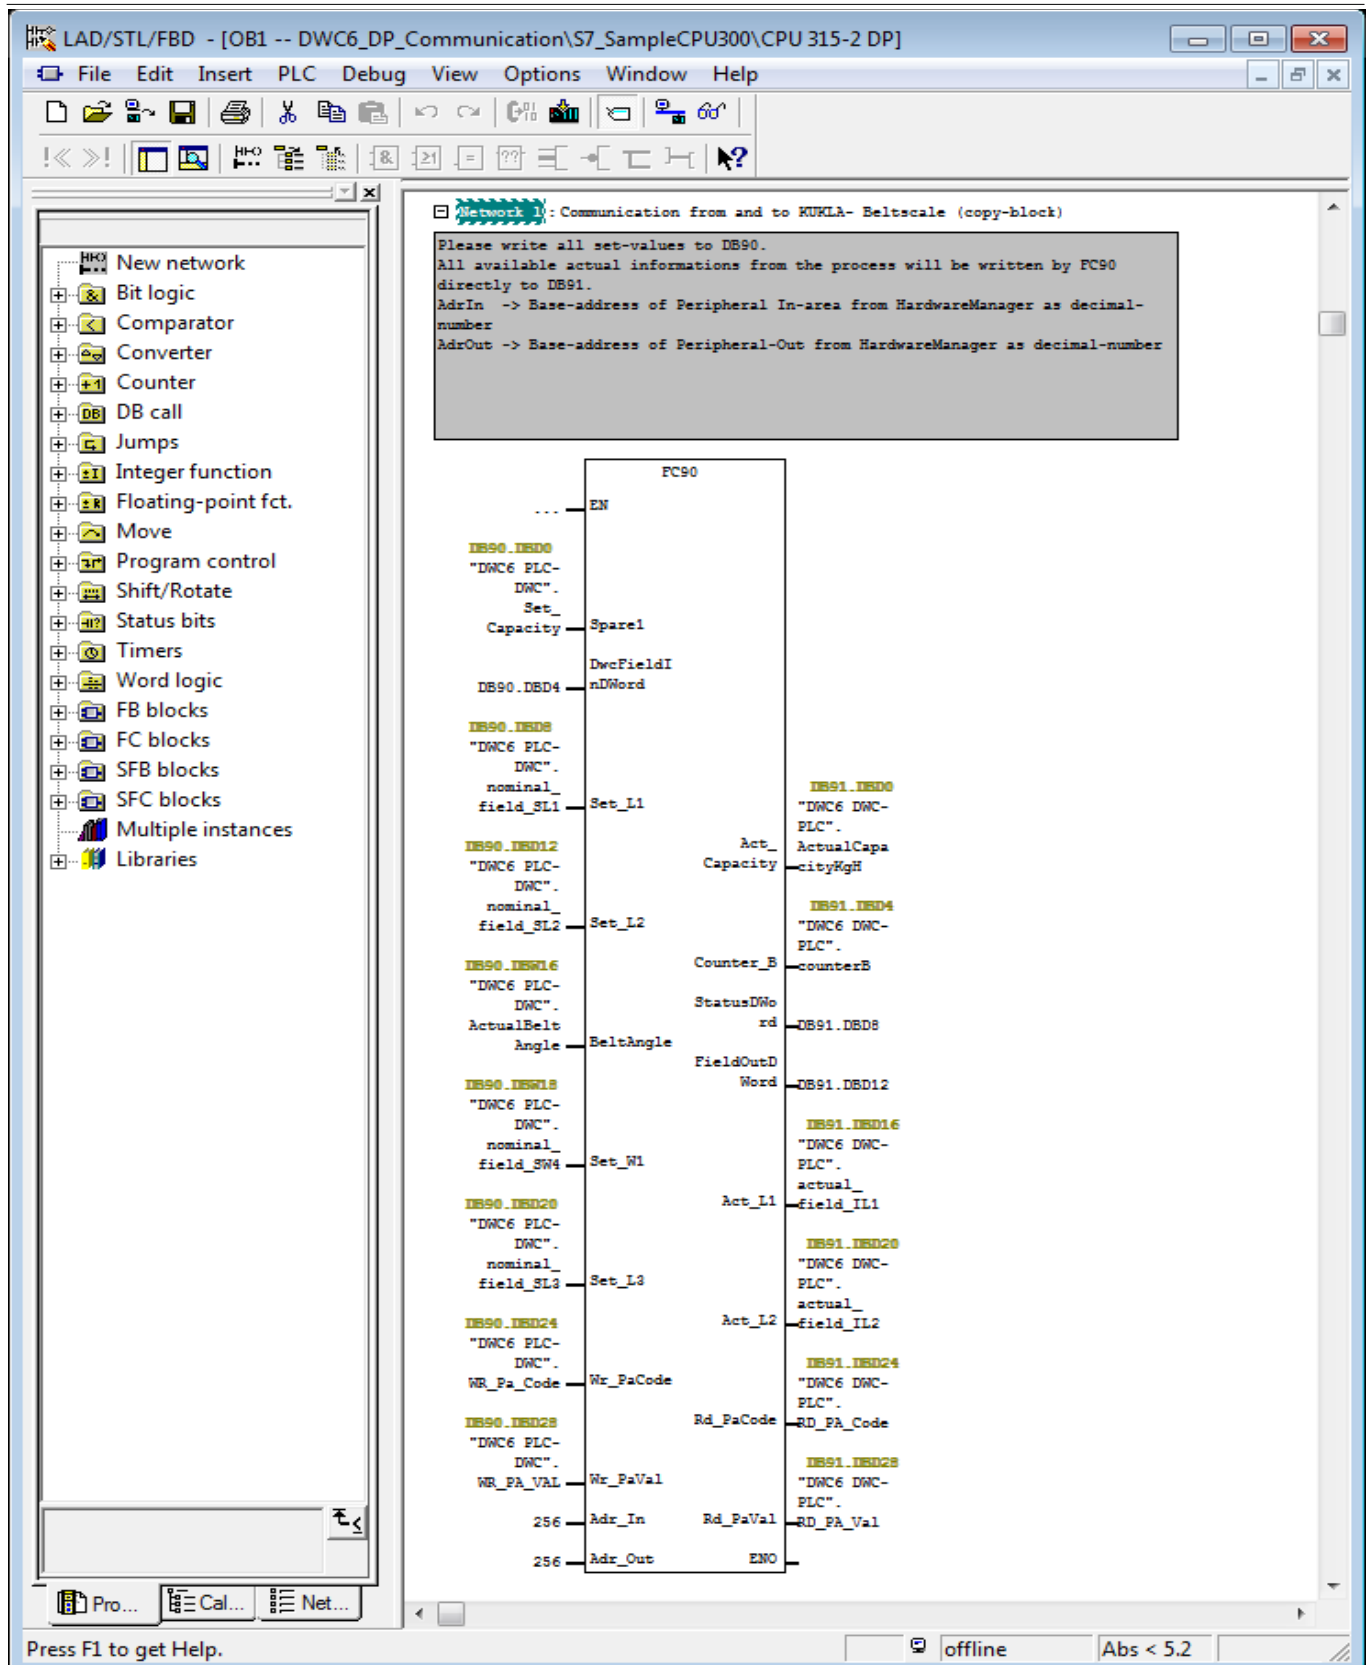 LAD/STL/FBD - [OB1 -- DWC6_DP_Communication\S7_SampleCPU300\CPU 315-2 DP]
File Edit Insert PLC Debug View Options Window Help
New network
Bit logic
Comparator
Converter
Counter
DB call
Jumps
Integer function
Floating-point fct.
Move
Program control
Shift/Rotate
Status bits
Timers
Word logic
FB blocks
FC blocks
SFB blocks
SFC blocks
Multiple instances
Libraries
Pro... Cal... Net...
Network 1 : Communication from and to KUKLA- Beltscale (copy-block)
Please write all set-values to DB90.
All available actual informations from the process will be written by FC90
directly to DB91.
AdrIn -> Base-address of Peripheral In-area from HardwareManager as decimal-
number
AdrOut -> Base-address of Peripheral-Out from HardwareManager as decimal-number
FC90
... EN
DB90.DBD0
"DWC6 PLC-
DWC".
Set_
Capacity Spare1
DwcFieldI
DB90.DBD4 nDWord
DB90.DBD8
"DWC6 PLC-
DWC".
nominal_
field_SL1 Set_L1
DB90.DBD12
"DWC6 PLC-
DWC".
nominal_
field_SL2 Set_L2
DB90.DBW16
"DWC6 PLC-
DWC".
ActualBelt
Angle BeltAngle
DB90.DBW18
"DWC6 PLC-
DWC".
nominal_
field_SW4 Set_W1
DB90.DBD20
"DWC6 PLC-
DWC".
nominal_
field_SL3 Set_L3
DB90.DBD24
"DWC6 PLC-
DWC".
WR_Pa_Code Wr_PaCode
DB90.DBD28
"DWC6 PLC-
DWC".
WR_PA_VAL Wr_PaVal
256 Adr_In
256 Adr_Out
DB91.DBD0
"DWC6 DWC-
PLC".
Act_ ActualCapa
Capacity cityKgH
DB91.DBD4
"DWC6 DWC-
PLC".
Counter_B counterB
StatusDWo
rd DB91.DBD8
FieldOutD
Word DB91.DBD12
DB91.DBD16
"DWC6 DWC-
PLC".
actual_
Act_L1 field_IL1
DB91.DBD20
"DWC6 DWC-
PLC".
actual_
Act_L2 field_IL2
DB91.DBD24
"DWC6 DWC-
PLC".
Rd_PaCode RD_PA_Code
DB91.DBD28
"DWC6 DWC-
PLC".
Rd_PaVal RD_PA_Val
ENO
Press F1 to get Help. offline Abs < 5.2